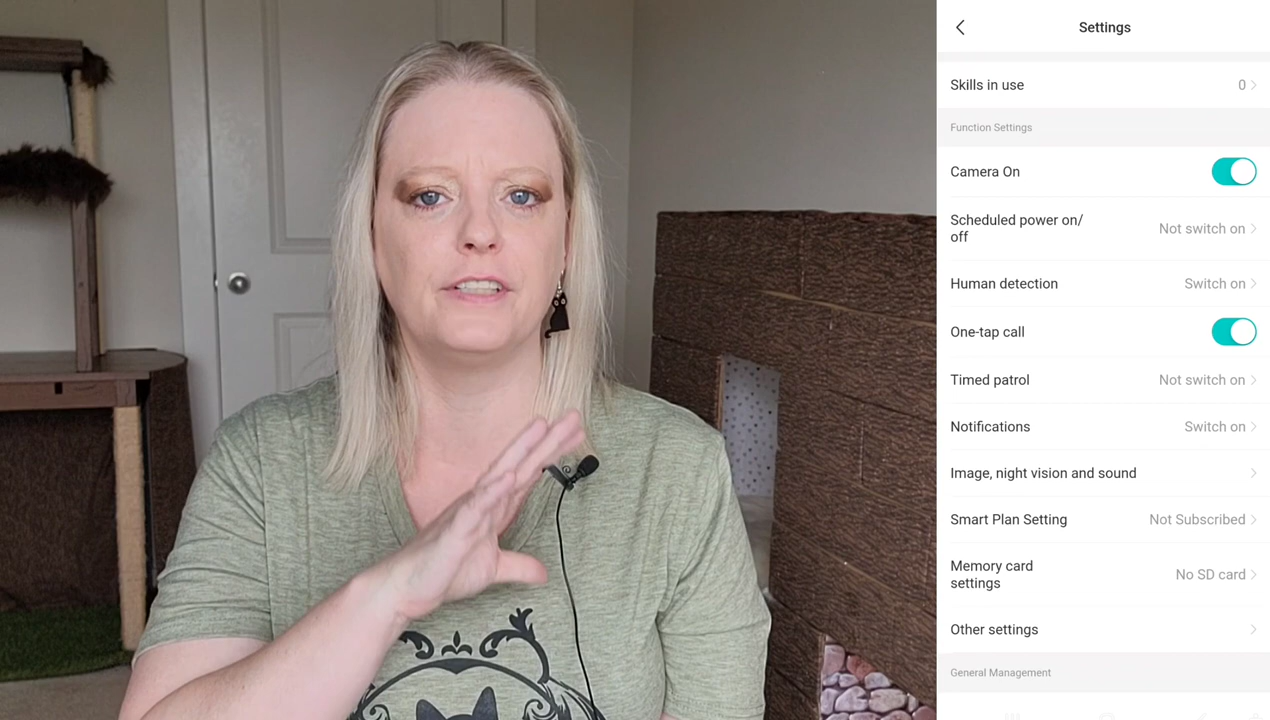 Settings
Skills in use
0
Function Settings
Camera On
Scheduled power on/
off
Not switch on
Human detection
Switch on
One-tap call
Timed patrol
Not switch on
Notifications
Switch on
Image, night vision and sound
Smart Plan Setting
Not Subscribed
Memory card
settings
No SD card
Other settings
General Management